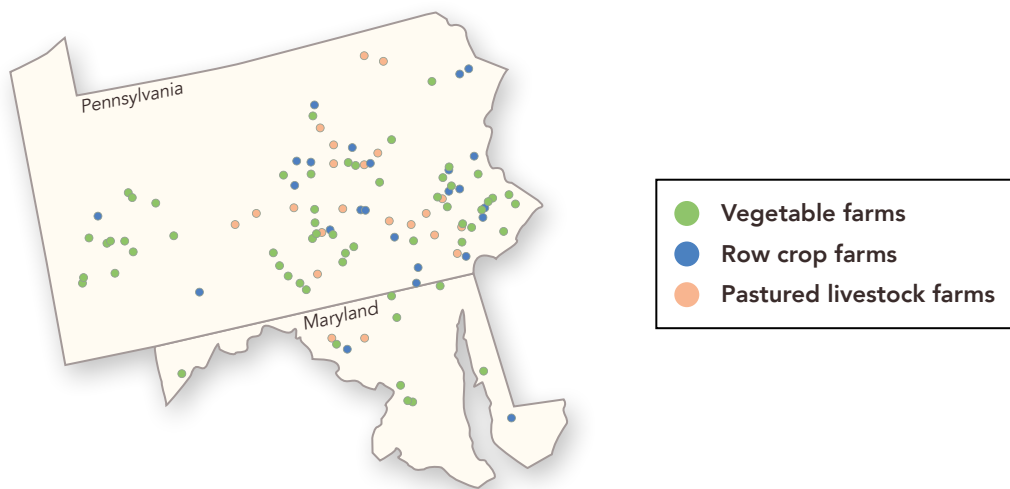 Pennsylvania
Maryland
Vegetable farms
Row crop farms
Pastured livestock farms